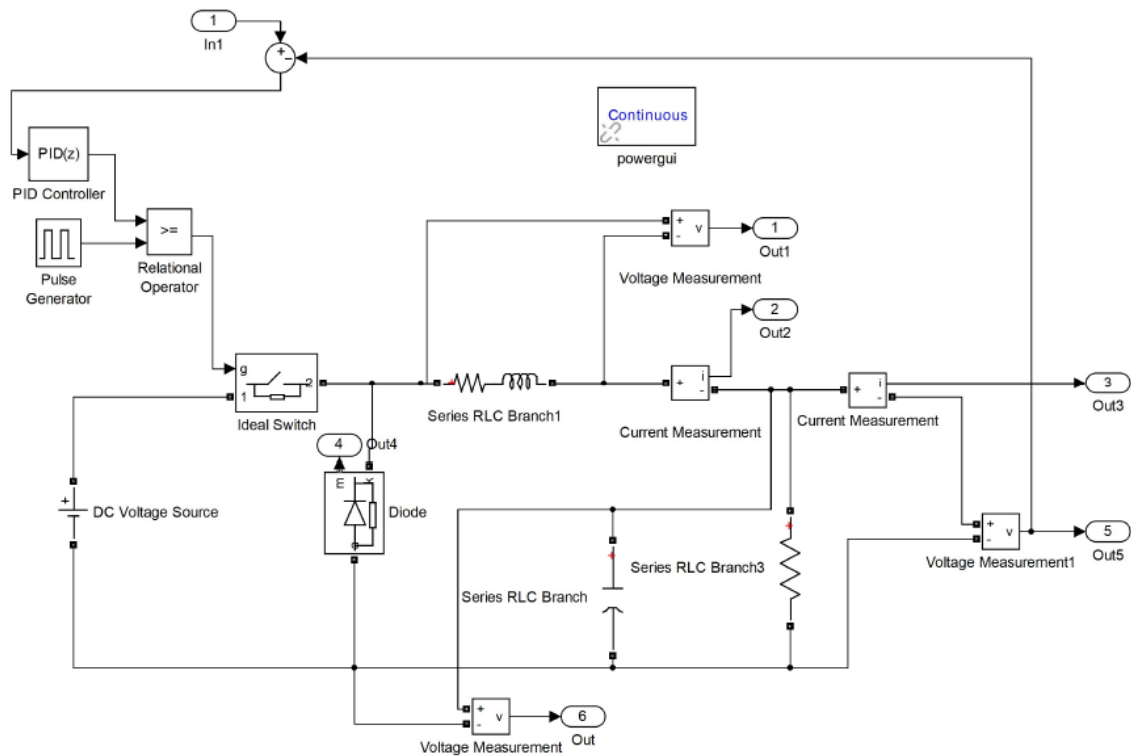 1
In1
+
-
Continuous
powergui
PID(z)
PID Controller
>=
Relational
Operator
Pulse
Generator
+
-
v
1
Out1
Voltage Measurement
2
Out2
g
1
2
Ideal Switch
Series RLC Branch1
+
i
-
Current Measurement
+
i
-
Current Measurement
3
Out3
4
Out4
m
k
a
Diode
+
DC Voltage Source
Series RLC Branch
Series RLC Branch3
+
-
v
Voltage Measurement1
5
Out5
+
-
v
Voltage Measurement
6
Out